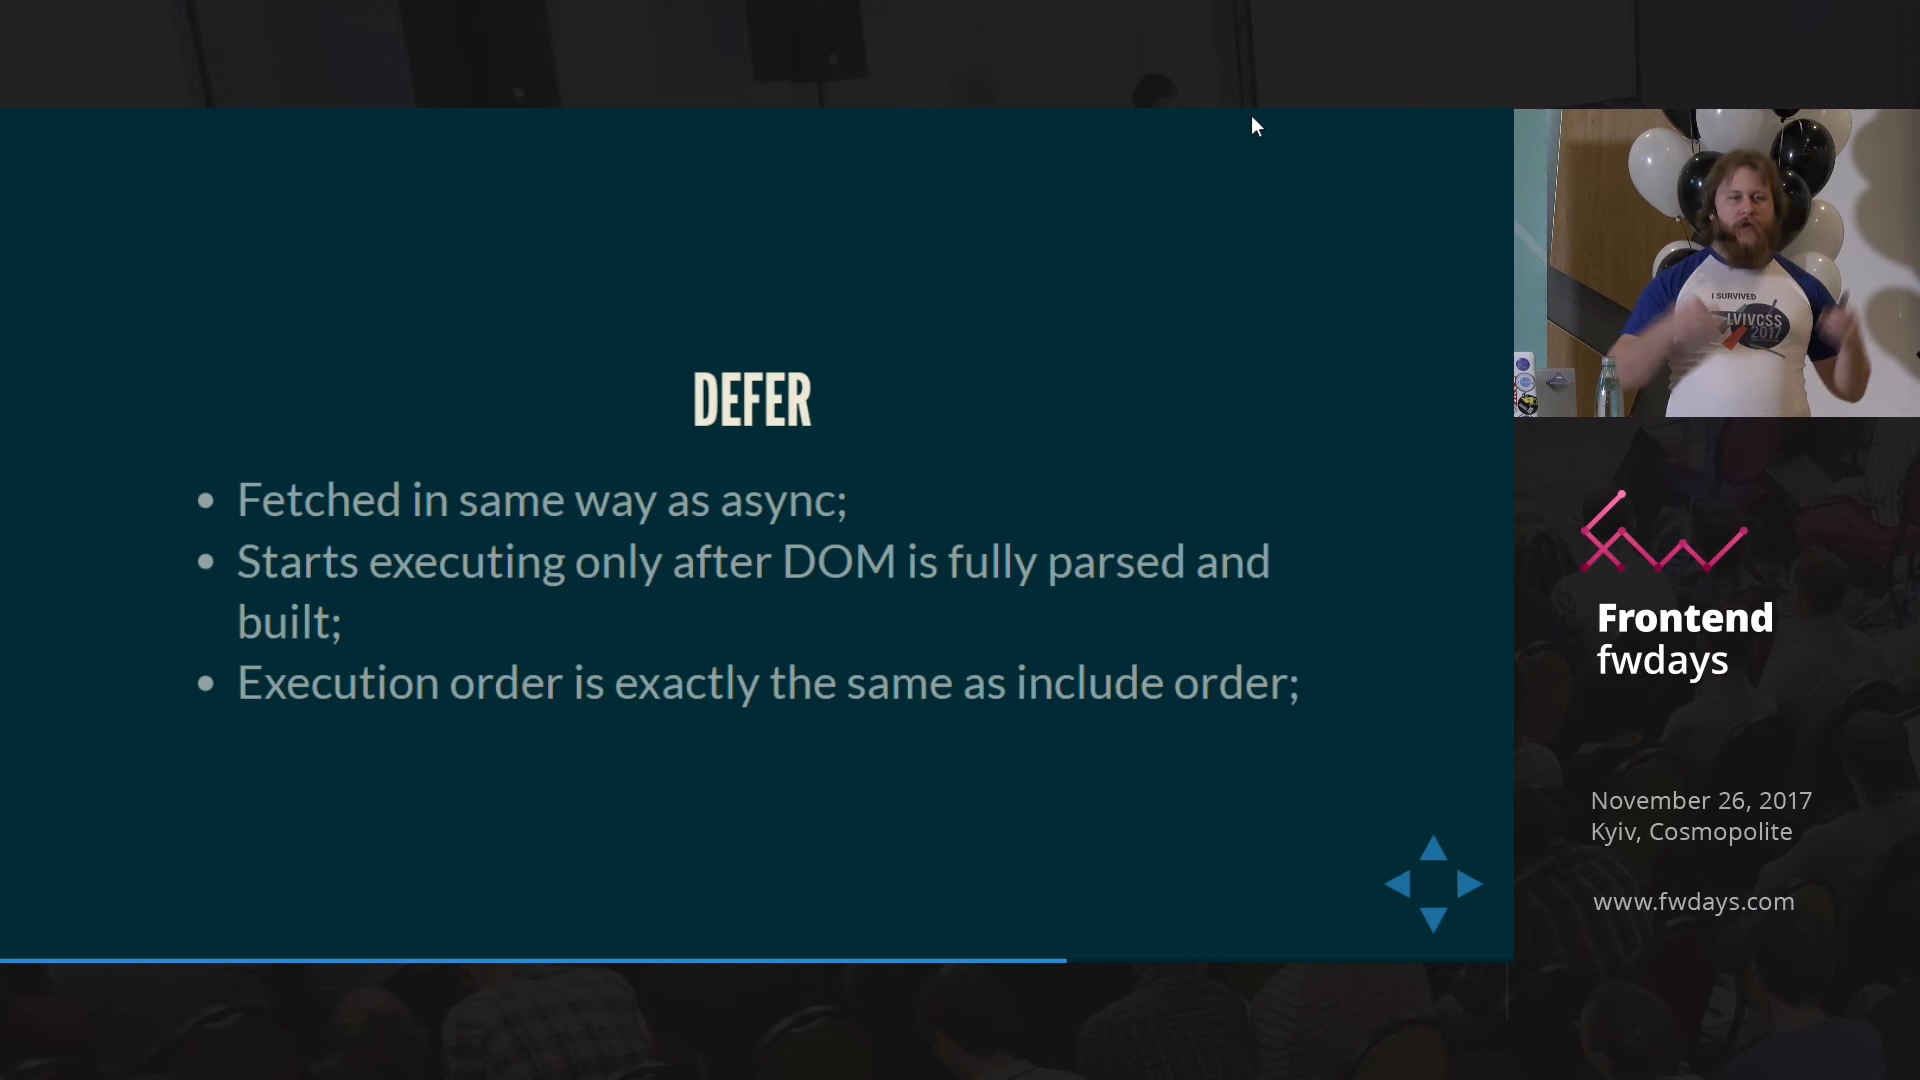 DEFER
Fetched in same way as async;
Starts executing only after DOM is fully parsed and
built;
Execution order is exactly the same as include order;
I SURVIVED
LVIVCSS
2017
Frontend
fwdays
November 26, 2017
Kyiv, Cosmopolite
www.fwdays.com